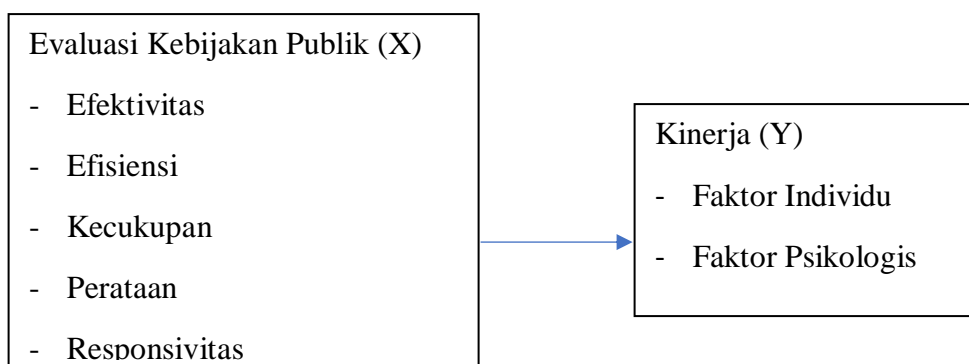 Evaluasi Kebijakan Publik (X)
- Efektivitas
- Efisiensi
- Kecukupan
- Perataan
- Responsivitas
Kinerja (Y)
- Faktor Individu
- Faktor Psikologis